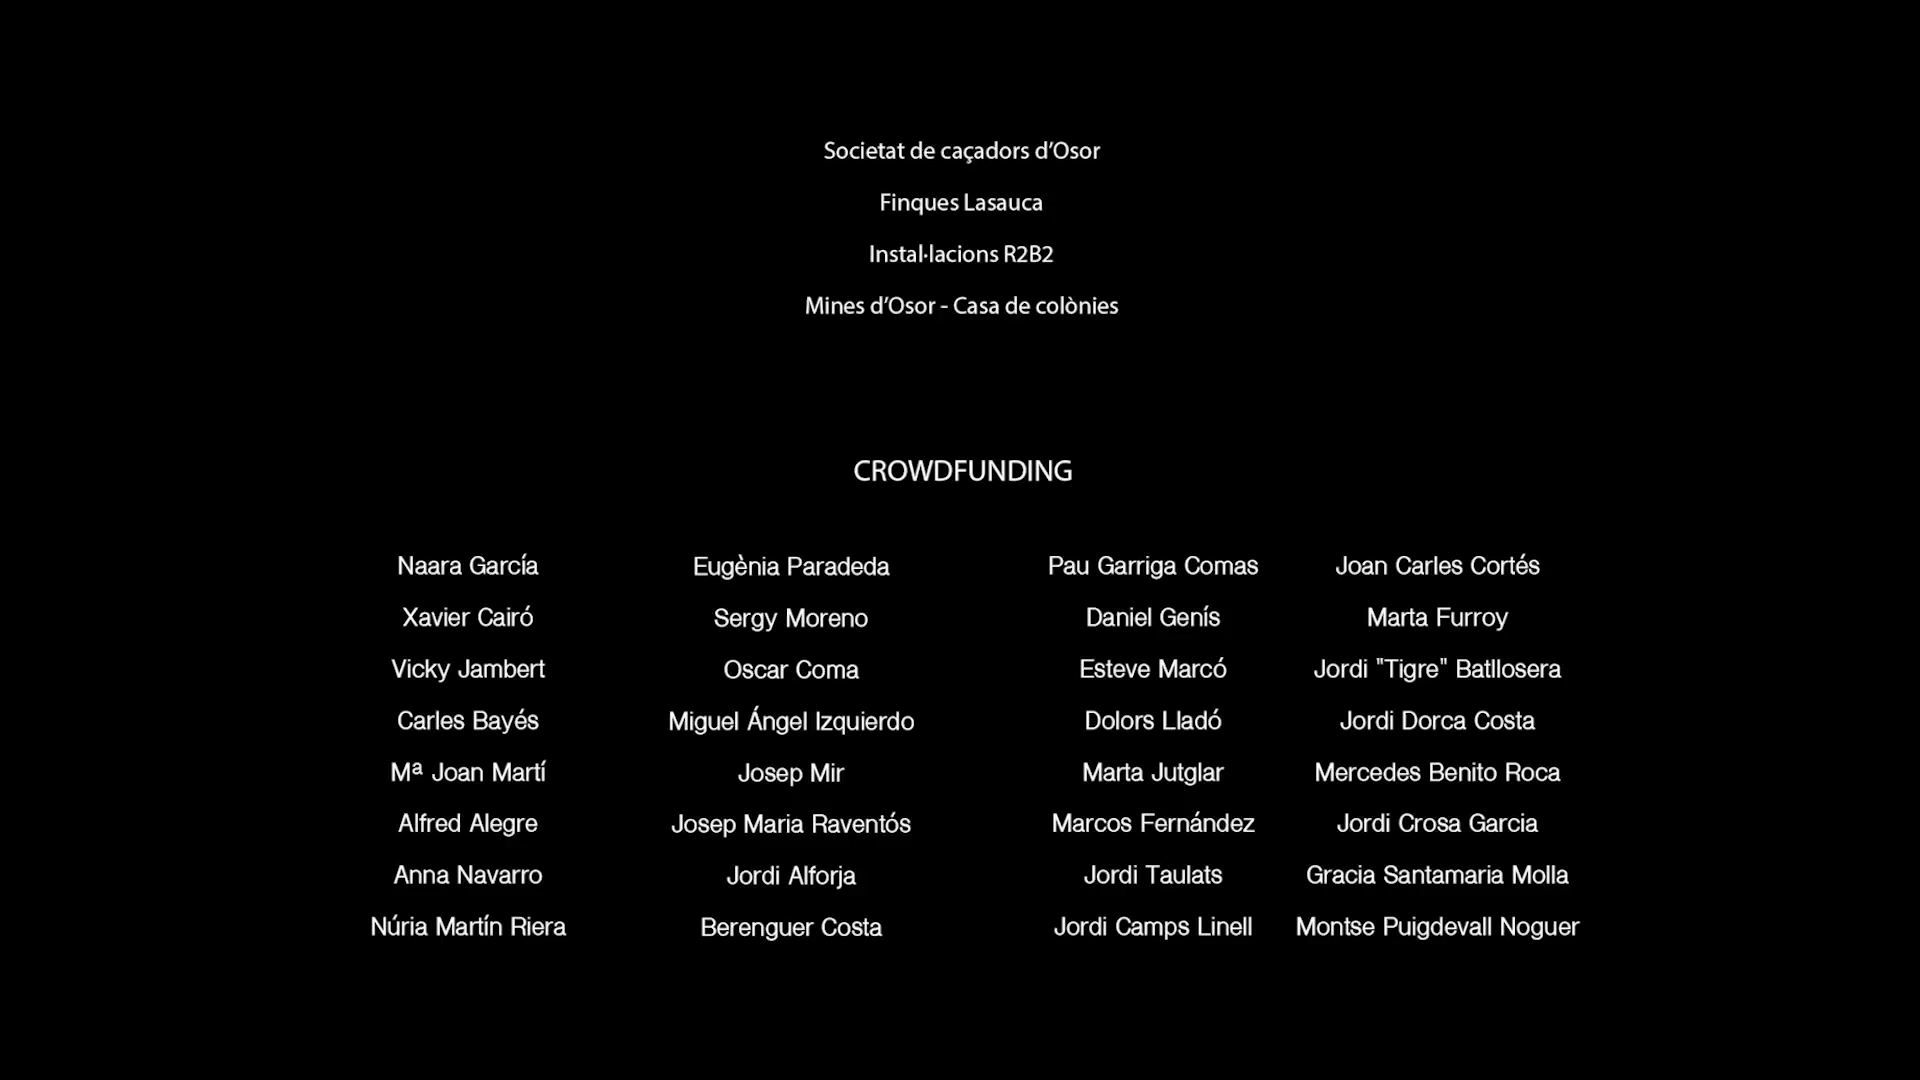 Societat de caçadors d’Osor
Finques Lasauca
Instal·lacions R2B2
Mines d’Osor - Casa de colònies
CROWDFUNDING
Naara García Eugènia Paradeda Pau Garriga Comas Joan Carles Cortés
Xavier Cairó Sergy Moreno Daniel Genís Marta Furroy
Vicky Jambert Oscar Coma Esteve Marcó Jordi "Tigre" Batllosera
Carles Bayés Miguel Ángel Izquierdo Dolors Lladó Jordi Dorca Costa
Mª Joan Martí Josep Mir Marta Jutglar Mercedes Benito Roca
Alfred Alegre Josep Maria Raventós Marcos Fernández Jordi Crosa Garcia
Anna Navarro Jordi Alforja Jordi Taulats Gracia Santamaria Molla
Núria Martín Riera Berenguer Costa Jordi Camps Linell Montse Puigdevall Noguer